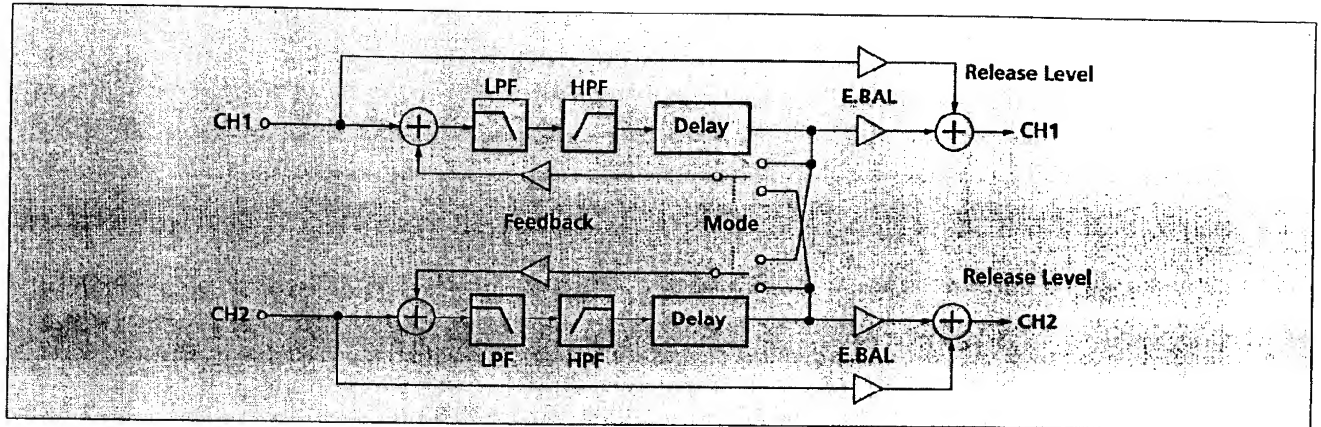 Release Level
LPF HPF E.BAL
CH1 Delay CH1
Feedback Mode
Release Level
CH2 Delay CH2
LPF HPF E.BAL